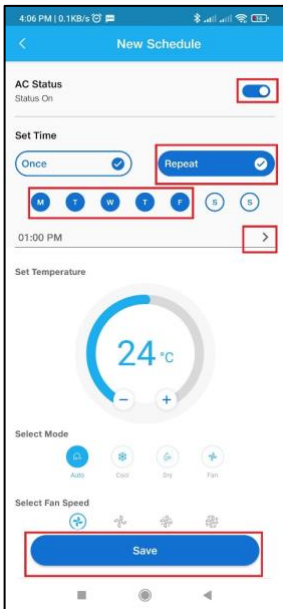 4:06 PM | 0.1KB/s
16
New Schedule
AC Status
Status On
Set Time
Once
Repeat
M T W T F S S
01:00 PM
Set Temperature
24 °C
Select Mode
Auto Cool Dry Fan
Select Fan Speed
Save